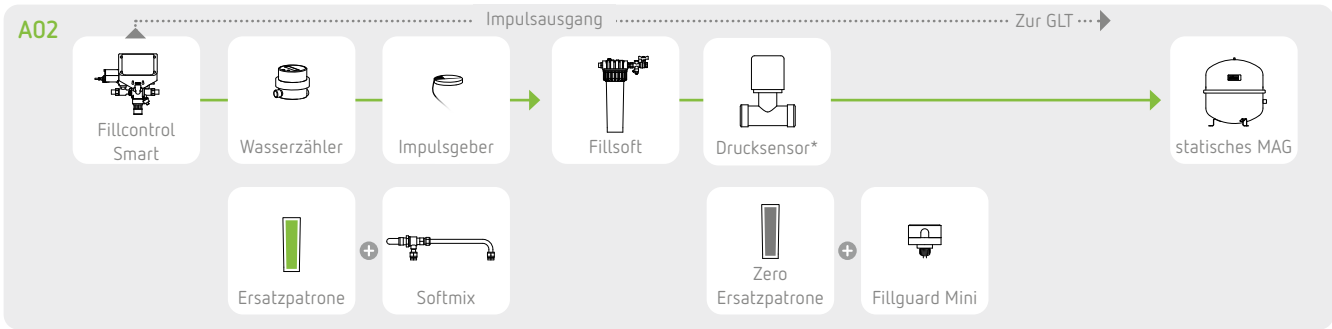 A02
Impulsausgang
Zur GLT
Fillcontrol
Smart
Wasserzähler
Impulsgeber
Fillsoft
Drucksensor*
statisches MAG
Ersatzpatrone
+
Softmix
Zero
Ersatzpatrone
+
Fillguard Mini